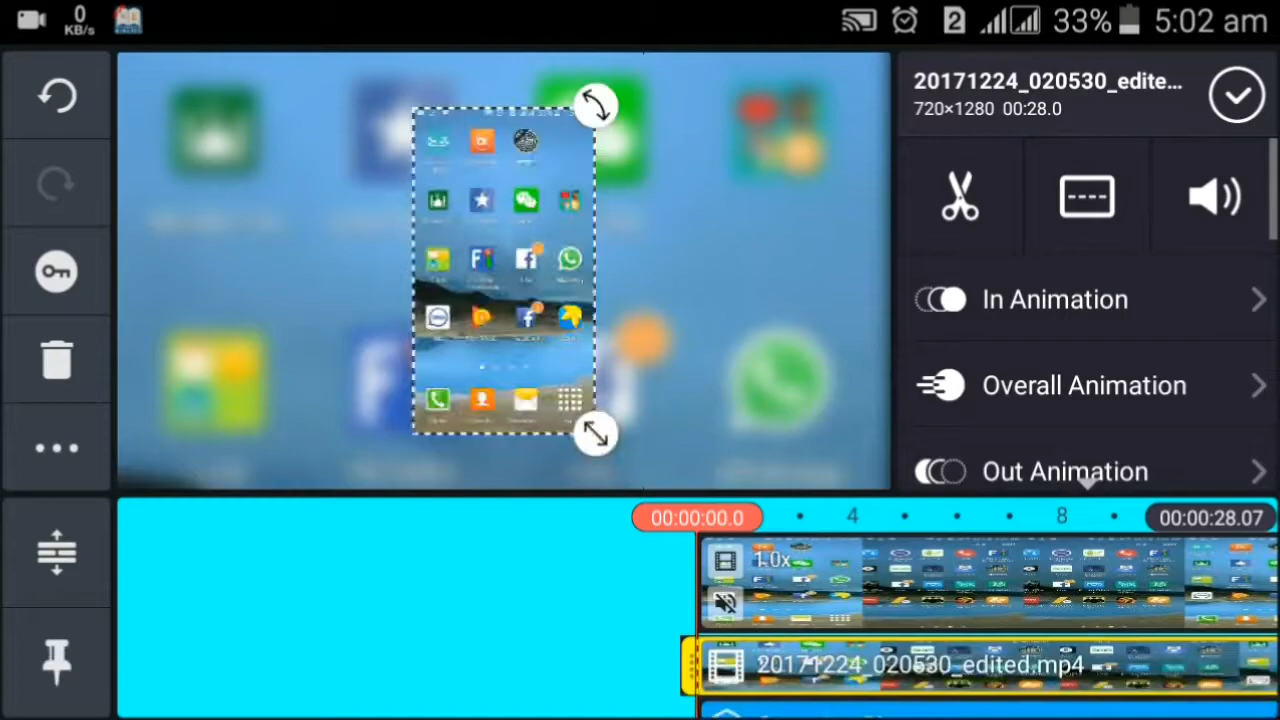 0
KB/s
2
33%
5:02 am
20171224_020530_edite...
720×1280 00:28.0
In Animation
Overall Animation
Out Animation
00:00:00.0
4
8
00:00:28.07
1.0x
20171224_020530_edited.mp4